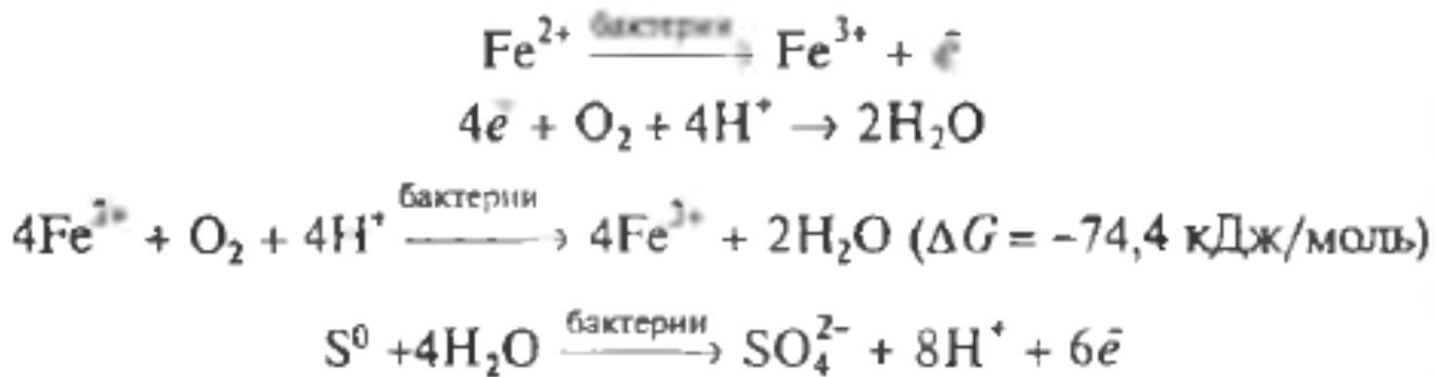 Fe²⁺ бактерии → Fe³⁺ + ē
4ē + O₂ + 4H⁺ → 2H₂O
4Fe²⁺ + O₂ + 4H⁺ бактерии → 4Fe³⁺ + 2H₂O (ΔG = -74,4 кДж/моль)
S⁰ +4H₂O бактерии → SO₄²⁻ + 8H⁺ + 6ē